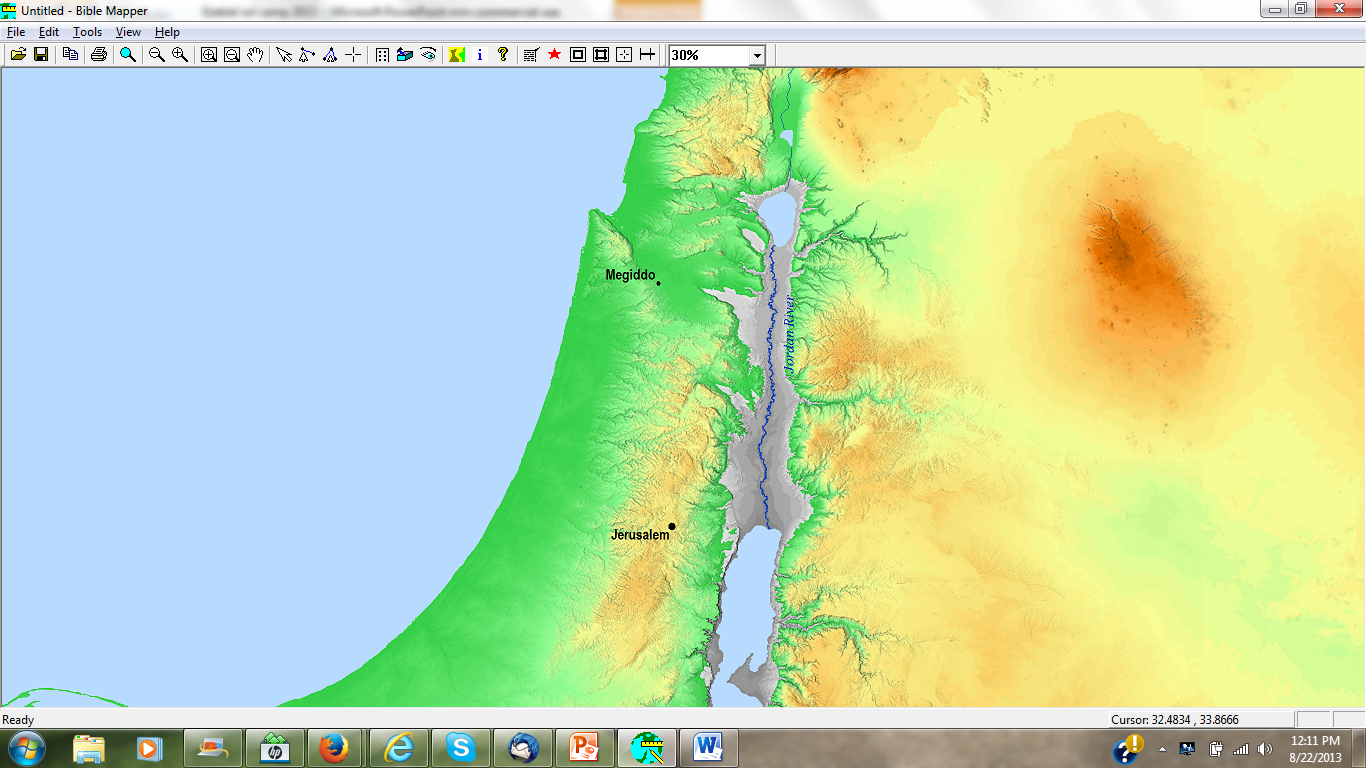 Untitled - Bible Mapper
File Edit Tools View Help
30%
Megiddo
Jordan River
Jérusalem
Ready
Cursor: 32.4834 , 33.8666
12:11 PM
8/22/2013